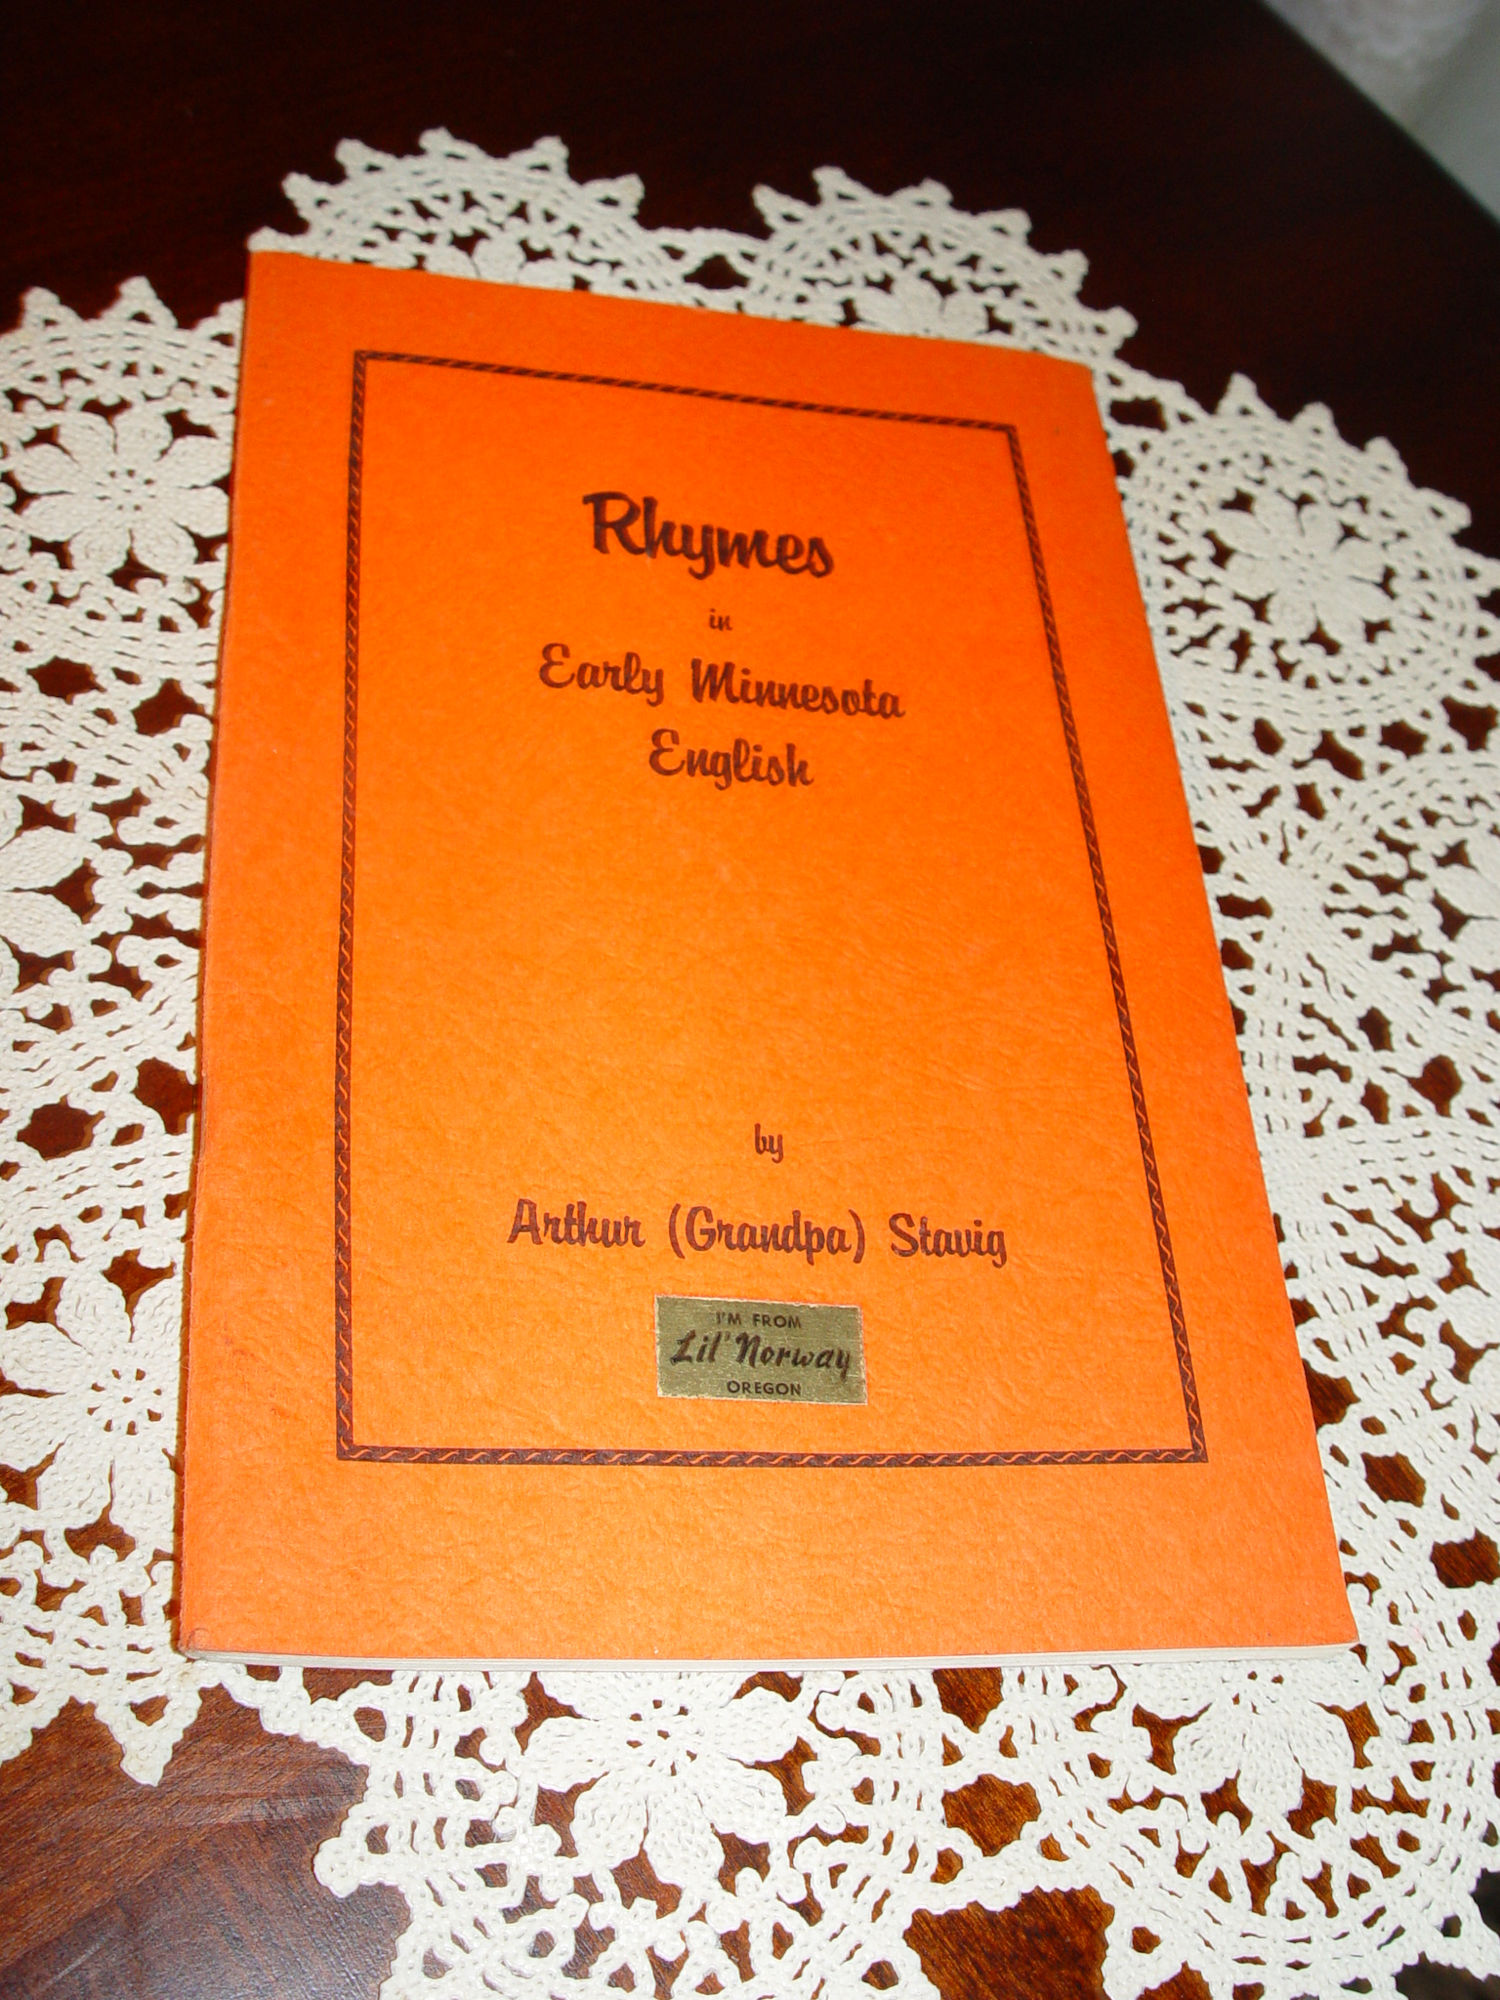 Rhymes
in
Early Minnesota
English
by
Arthur (Grandpa) Stavig
I'M FROM
Lil' Norway
OREGON